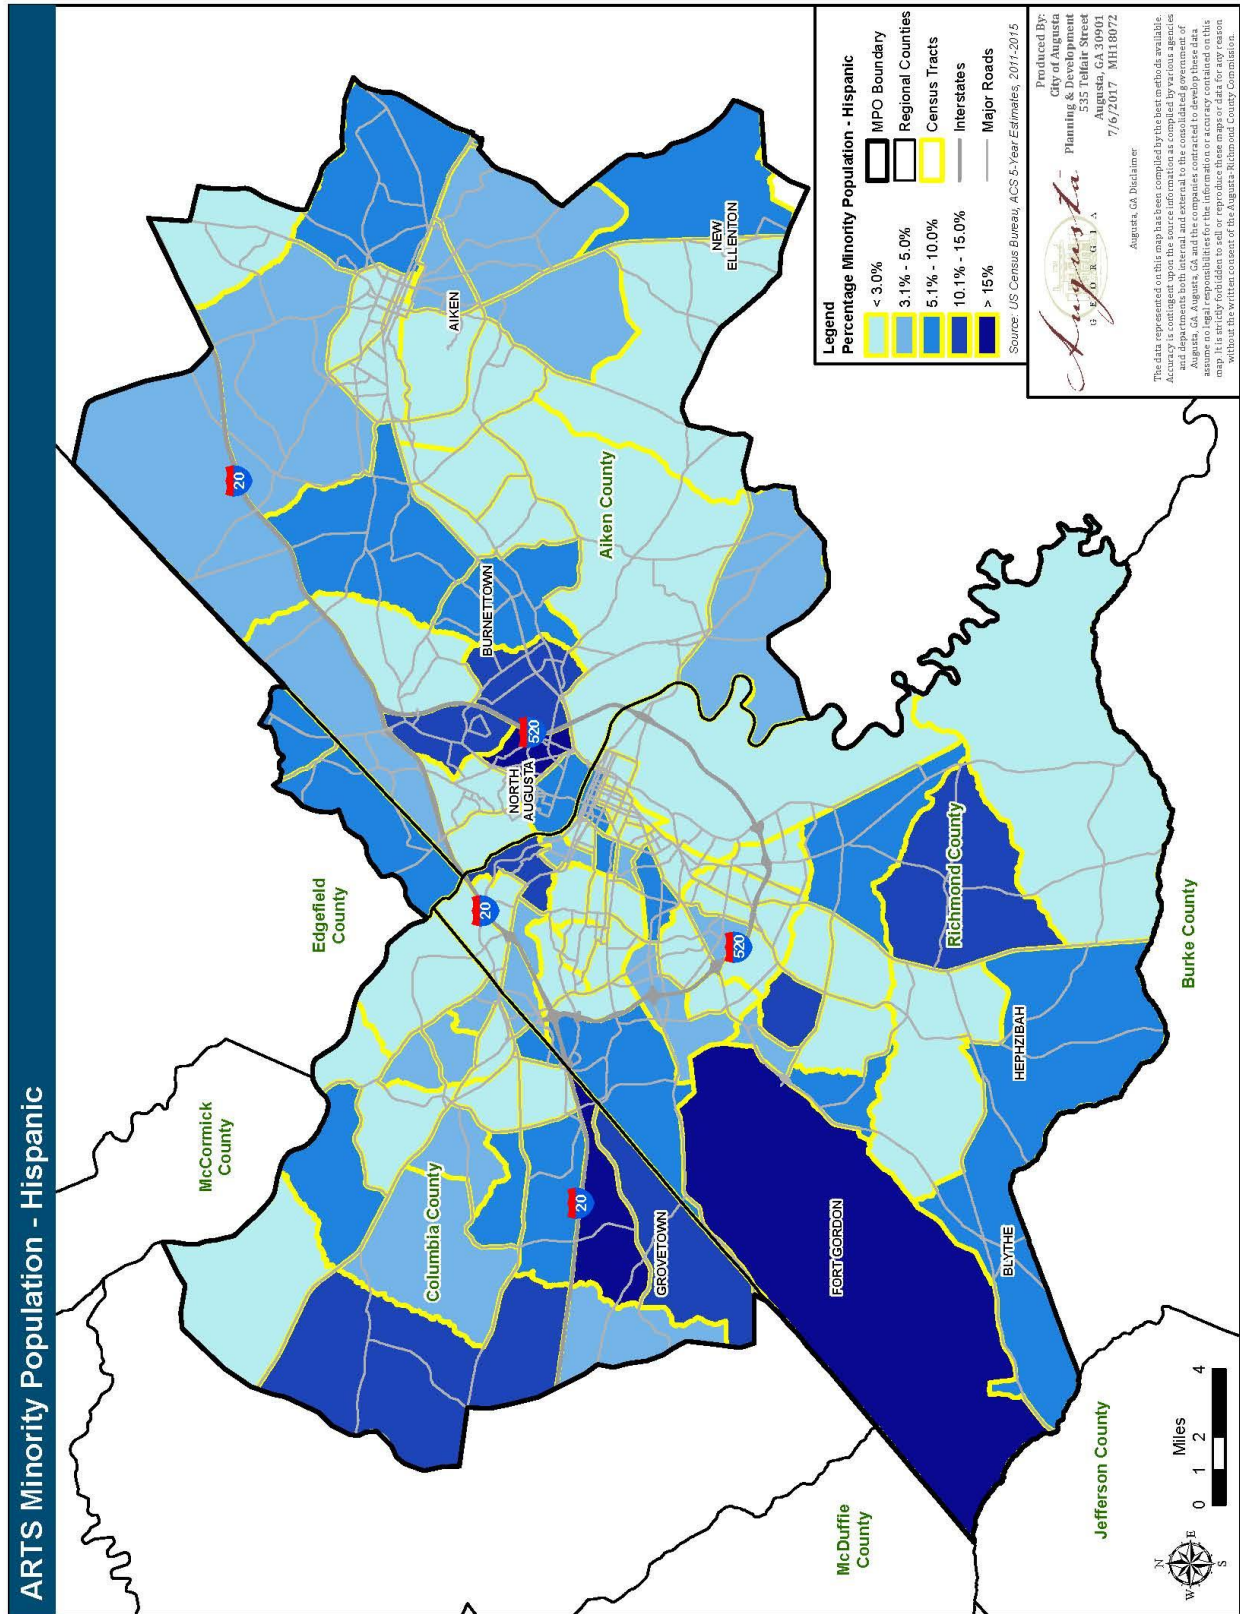 ARTS Minority Population - Hispanic
McCormick
County
Edgefield
County
Columbia County
20
GROVETOWN
20
NORTH
AUGUSTA
520
BURNETTOWN
20
AIKEN
NEW
ELLENTON
Aiken County
520
FORT GORDON
Richmond County
HEPHZIBAH
BLYTHE
Burke County
McDuffie
County
Jefferson County
N
W
E
S
Miles
0 1 2 4
Legend
Percentage Minority Population - Hispanic
< 3.0%
3.1% - 5.0%
5.1% - 10.0%
10.1% - 15.0%
> 15%
MPO Boundary
Regional Counties
Census Tracts
Interstates
Major Roads
Source: US Census Bureau, ACS 5-Year Estimates, 2011-2015
Augusta
GEORGIA
Produced By:
City of Augusta
Planning & Development
535 Telfair Street
Augusta, GA 30901
7/6/2017 MH18072
Augusta, GA Disclaimer
The data represented on this map has been compiled by the best methods available.
Accuracy is contingent upon the source information as compiled by various agencies
and departments both internal and external to the consolidated government of
Augusta, GA. Augusta, GA and the companies contracted to develop these data
assume no legal responsibilities for the information or accuracy contained on this
map. It is strictly forbidden to sell or reproduce these maps or data for any reason
without the written consent of the Augusta-Richmond County Commission.